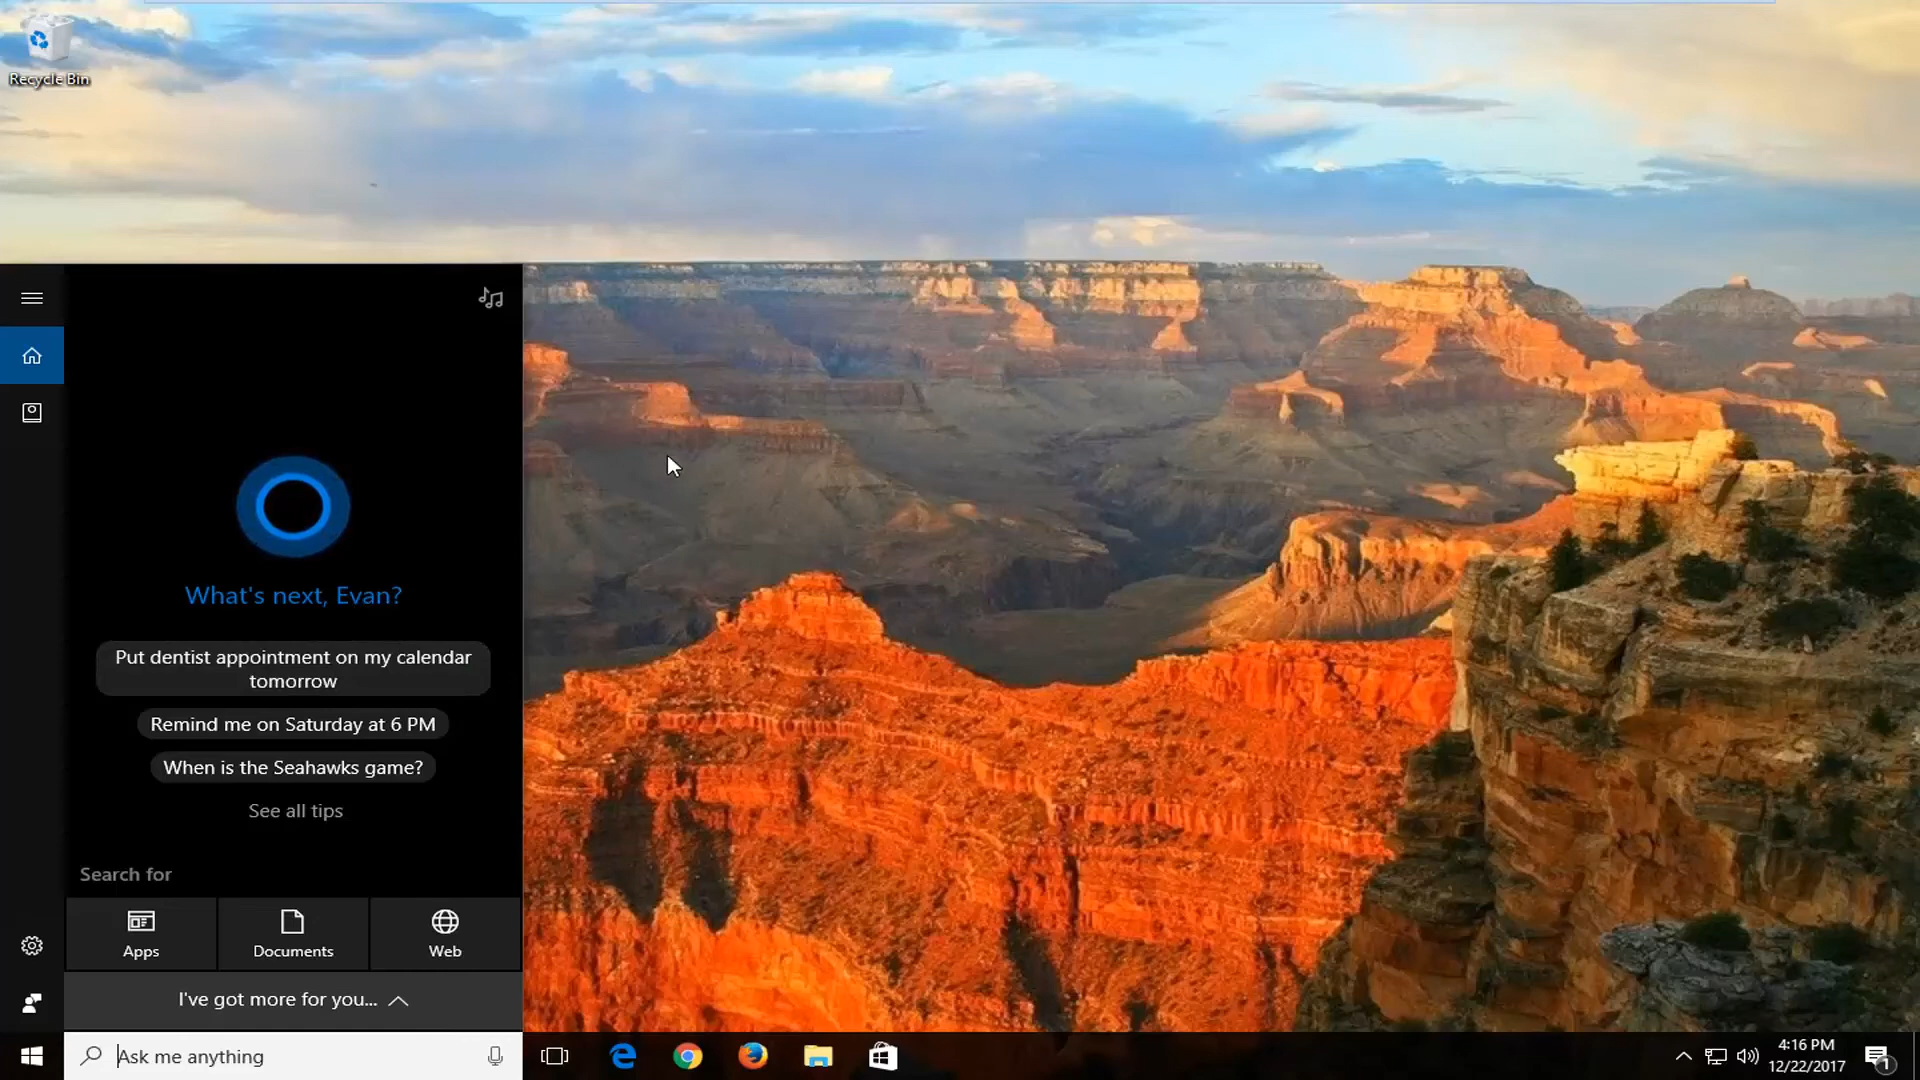 Recycle Bin
What's next, Evan?
Put dentist appointment on my calendar
tomorrow
Remind me on Saturday at 6 PM
When is the Seahawks game?
See all tips
Search for
Apps
Documents
Web
I've got more for you...
Ask me anything
4:16 PM
12/22/2017
1